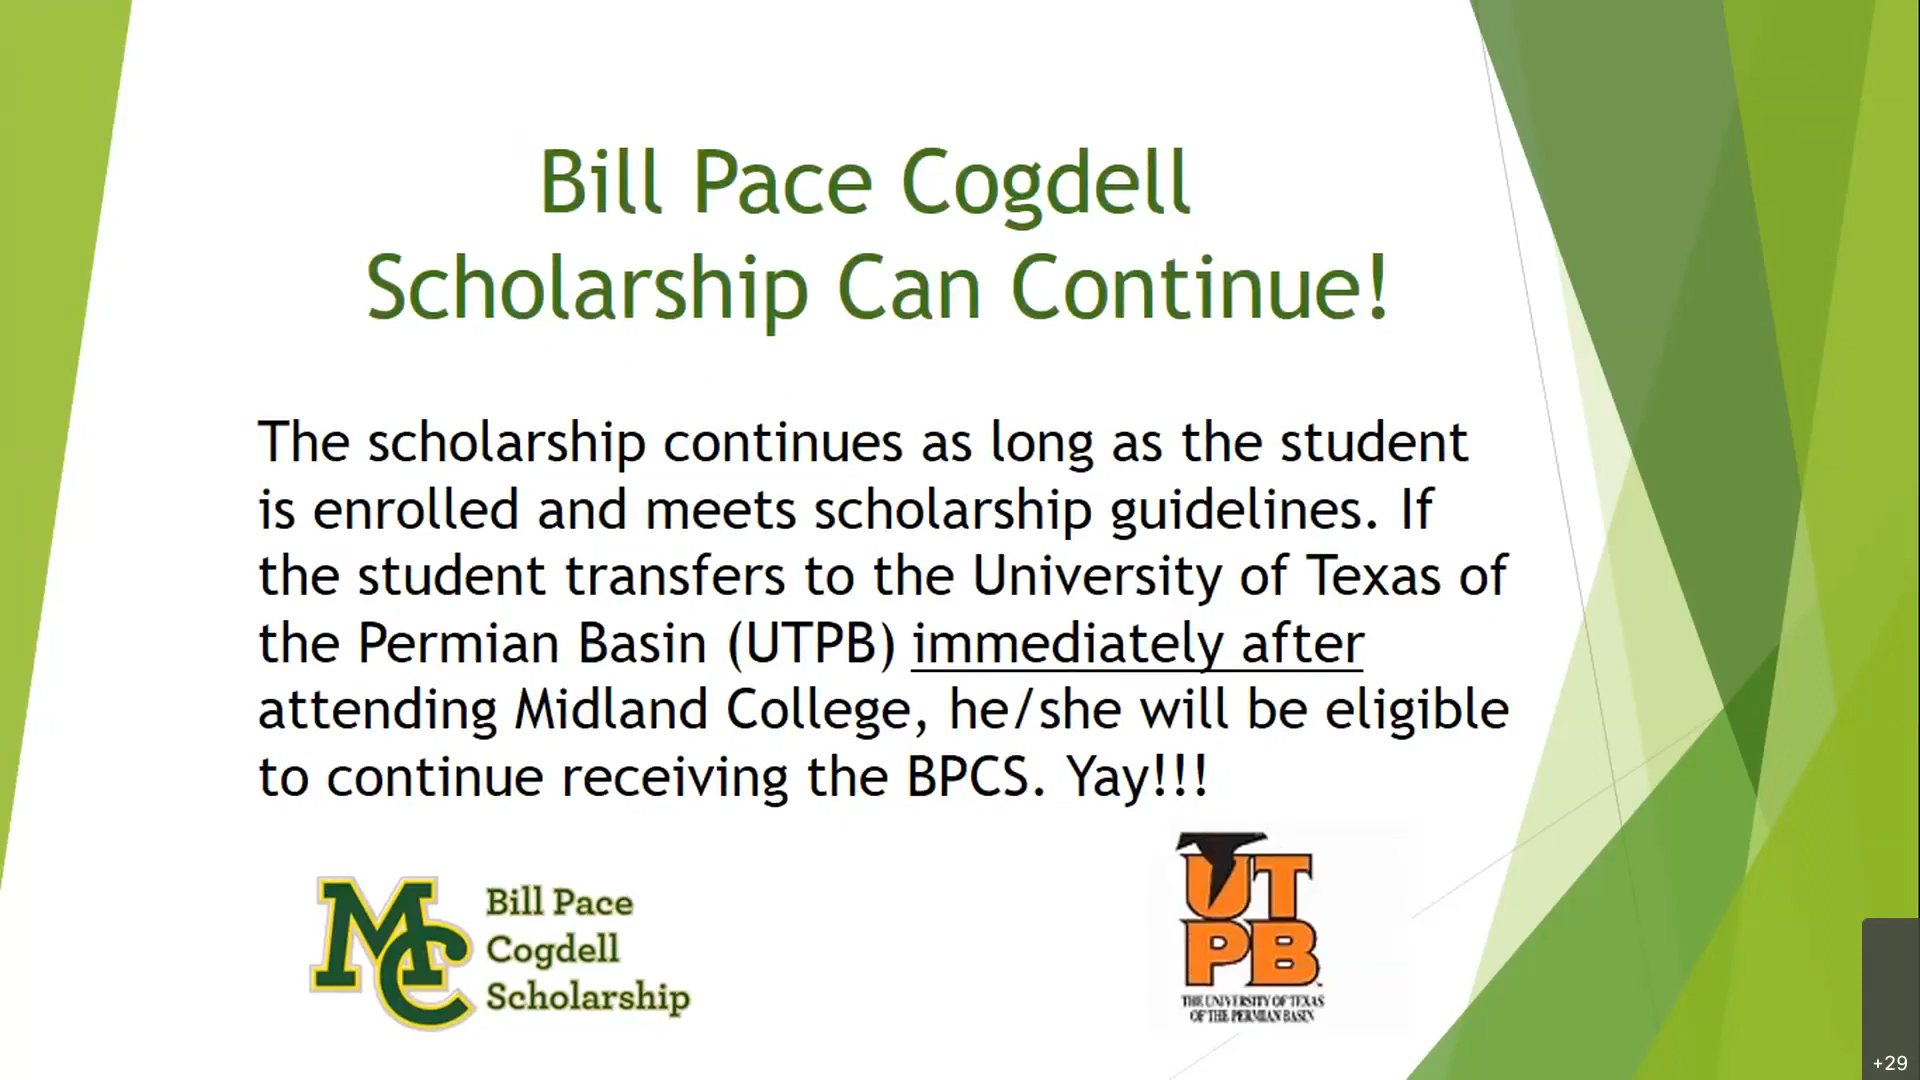 Bill Pace Cogdell
Scholarship Can Continue!
The scholarship continues as long as the student
is enrolled and meets scholarship guidelines. If
the student transfers to the University of Texas of
the Permian Basin (UTPB) immediately after
attending Midland College, he/she will be eligible
to continue receiving the BPCS. Yay!!!
MC
Bill Pace
Cogdell
Scholarship
UT
PB
THE UNIVERSITY OF TEXAS
OF THE PERMIAN BASIN
+29